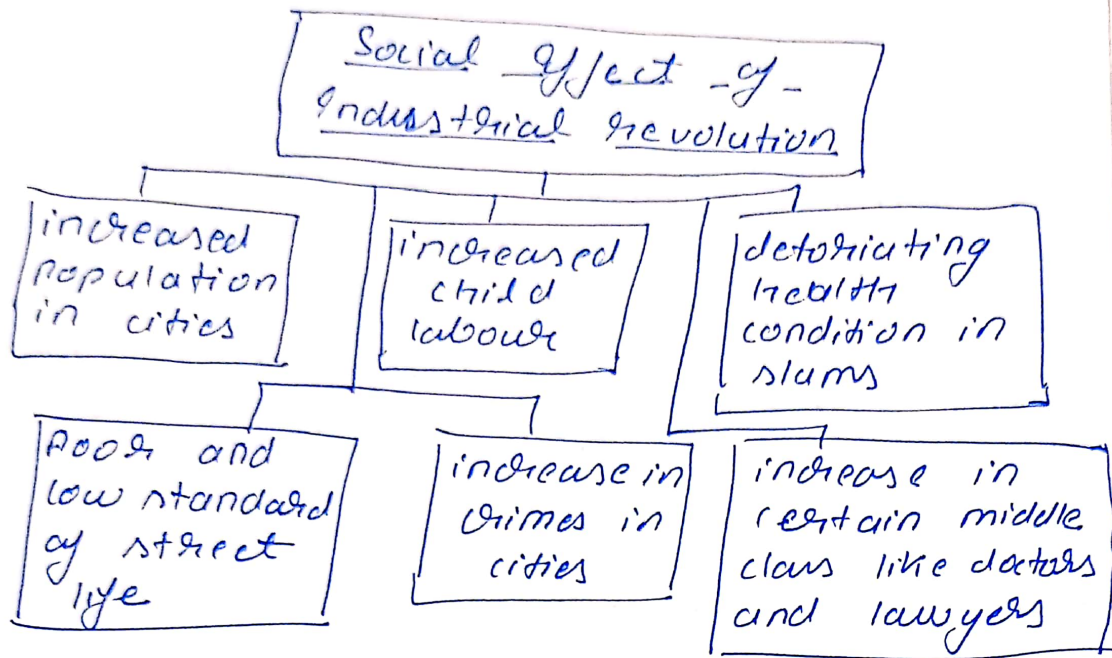 Social Effect - of -
Industrial revolution
increased
population
in cities
increased
child
labour
detoriating
health
condition in
slums
Poor and
low standard
of street
life
increase in
crimes in
cities
increase in
certain middle
class like doctors
and lawyers